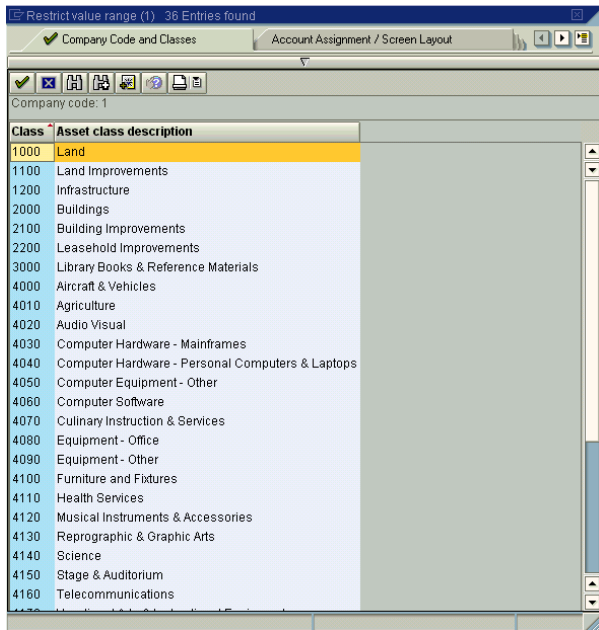 Restrict value range (1) 36 Entries found
Company Code and Classes Account Assignment / Screen Layout
Company code: 1
Class Asset class description
1000 Land
1100 Land Improvements
1200 Infrastructure
2000 Buildings
2100 Building Improvements
2200 Leasehold Improvements
3000 Library Books & Reference Materials
4000 Aircraft & Vehicles
4010 Agriculture
4020 Audio Visual
4030 Computer Hardware - Mainframes
4040 Computer Hardware - Personal Computers & Laptops
4050 Computer Equipment - Other
4060 Computer Software
4070 Culinary Instruction & Services
4080 Equipment - Office
4090 Equipment - Other
4100 Furniture and Fixtures
4110 Health Services
4120 Musical Instruments & Accessories
4130 Reprographic & Graphic Arts
4140 Science
4150 Stage & Auditorium
4160 Telecommunications